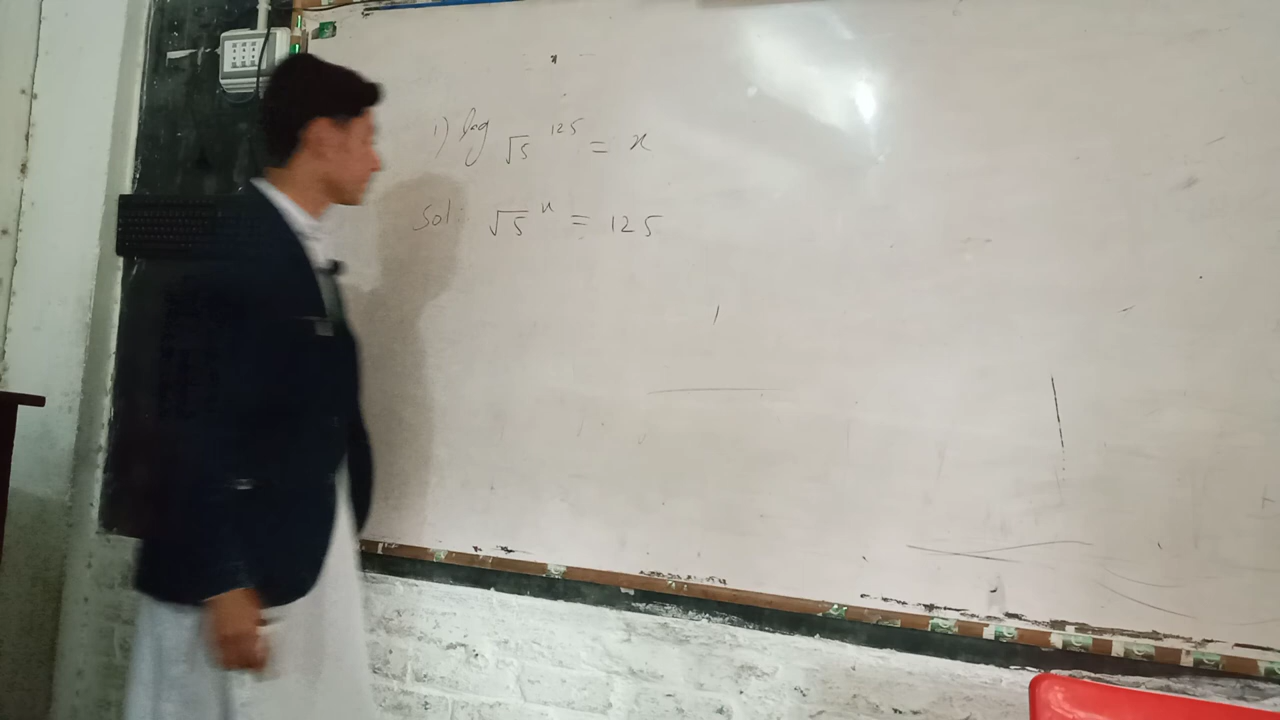 1) log √5 125 = x
Sol: √5 x = 125